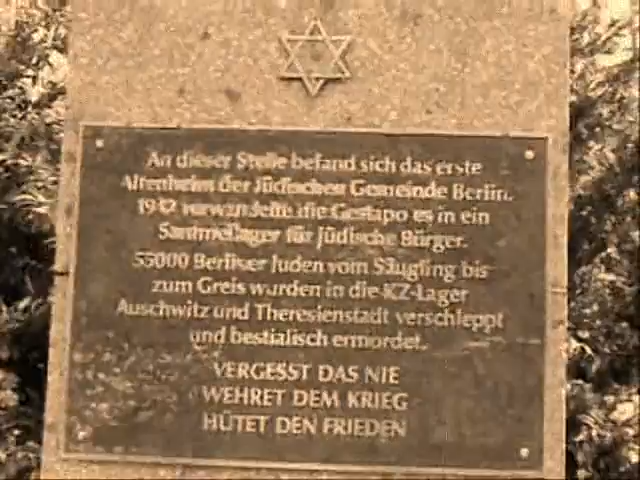 An dieser Stelle befand sich das erste
Altenheim der Jüdischen Gemeinde Berlin.
1942 verwandelte die Gestapo es in ein
Sammellager für jüdische Bürger.
55000 Berliner Juden vom Säugling bis
zum Greis wurden in die KZ-Lager
Auschwitz und Theresienstadt verschleppt
und bestialisch ermordet.
VERGESST DAS NIE
WEHRET DEM KRIEG
HÜTET DEN FRIEDEN